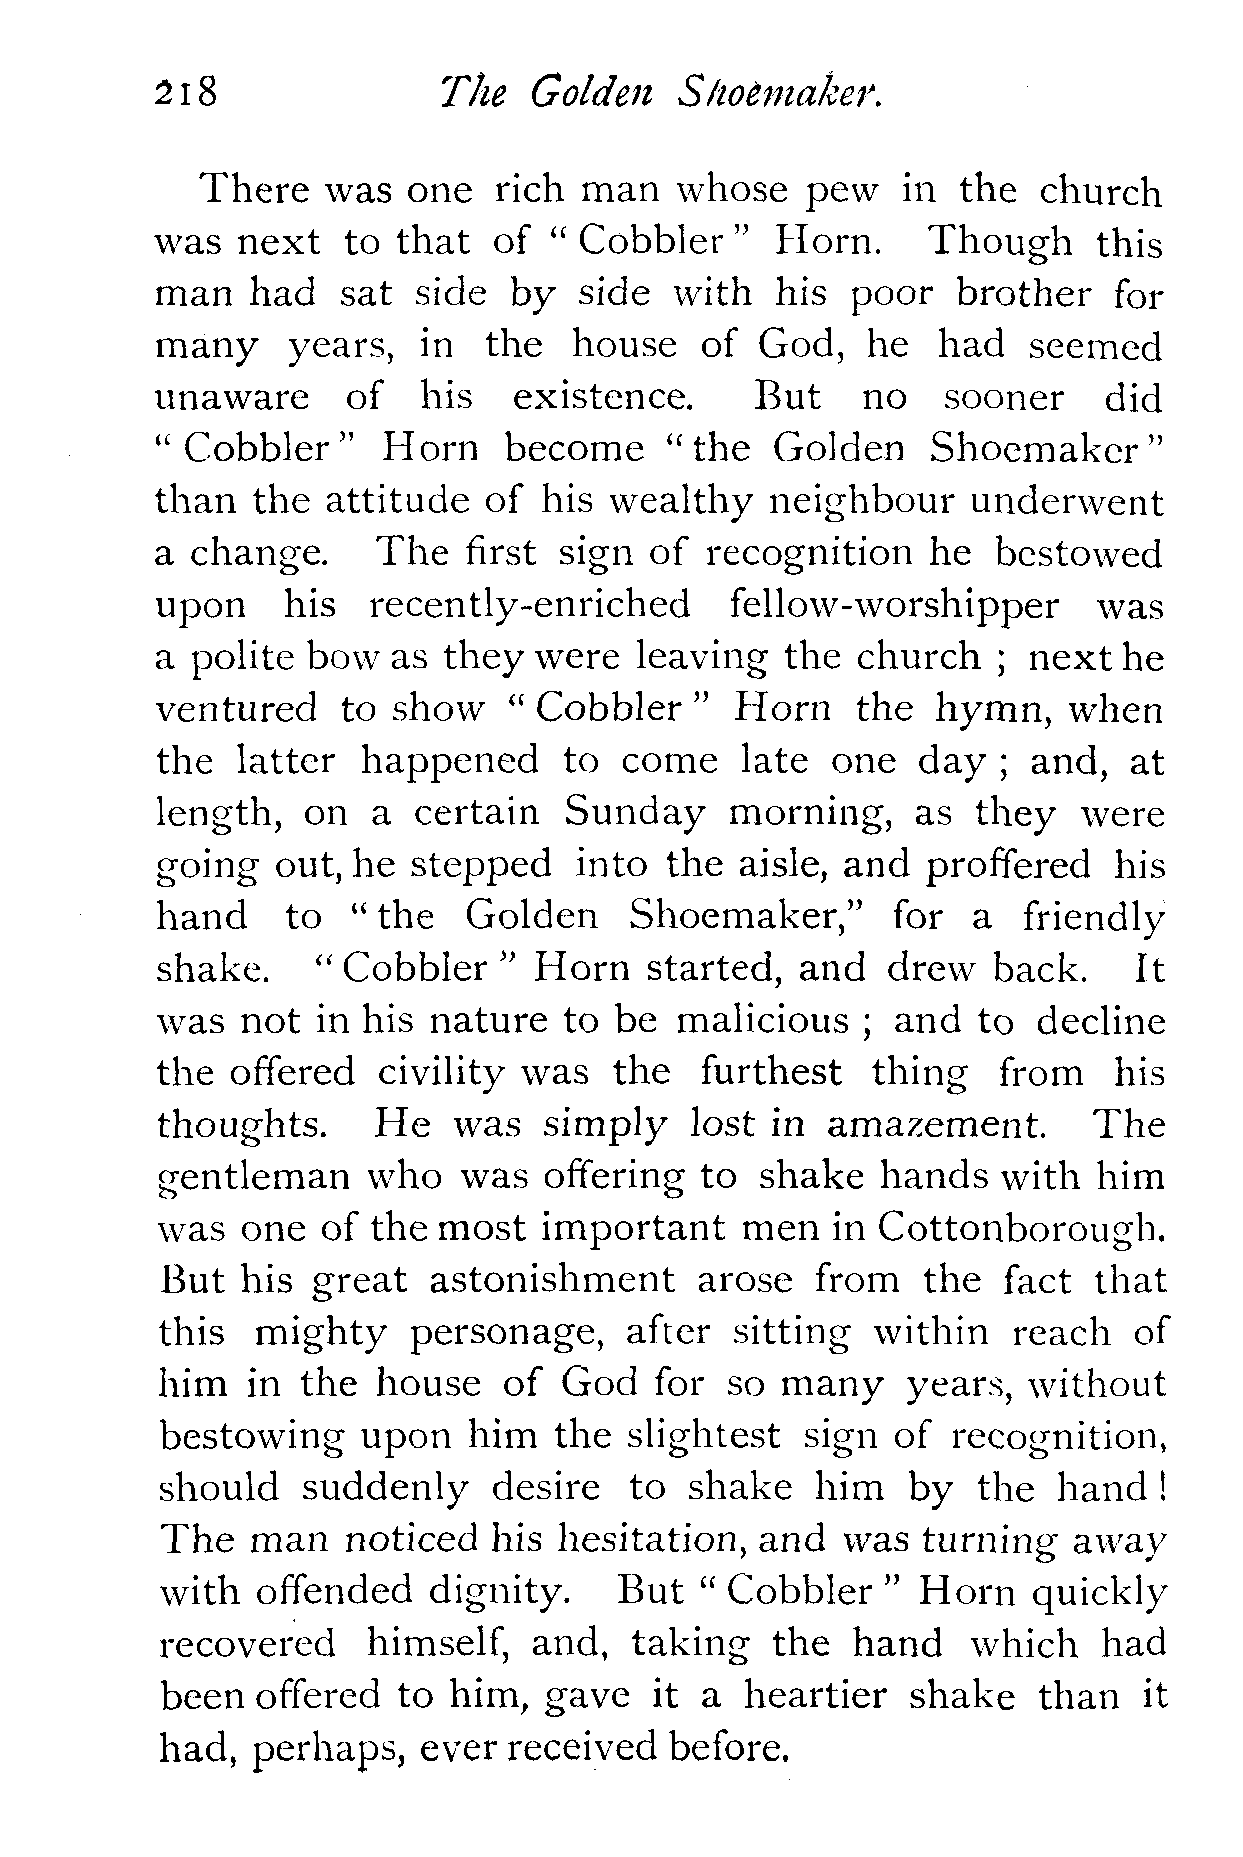 218 The Golden Shoemaker.
There was one rich man whose pew in the church
was next to that of " Cobbler " Horn. Though this
man had sat side by side with his poor brother for
many years, in the house of God, he had seemed
unaware of his existence. But no sooner did
" Cobbler " Horn become " the Golden Shoemaker "
than the attitude of his wealthy neighbour underwent
a change. The first sign of recognition he bestowed
upon his recently-enriched fellow-worshipper was
a polite bow as they were leaving the church ; next he
ventured to show " Cobbler " Horn the hymn, when
the latter happened to come late one day ; and, at
length, on a certain Sunday morning, as they were
going out, he stepped into the aisle, and proffered his
hand to " the Golden Shoemaker," for a friendly
shake. " Cobbler " Horn started, and drew back. It
was not in his nature to be malicious ; and to decline
the offered civility was the furthest thing from his
thoughts. He was simply lost in amazement. The
gentleman who was offering to shake hands with him
was one of the most important men in Cottonborough.
But his great astonishment arose from the fact that
this mighty personage, after sitting within reach of
him in the house of God for so many years, without
bestowing upon him the slightest sign of recognition,
should suddenly desire to shake him by the hand !
The man noticed his hesitation, and was turning away
with offended dignity. But " Cobbler " Horn quickly
recovered himself, and, taking the hand which had
been offered to him, gave it a heartier shake than it
had, perhaps, ever received before.